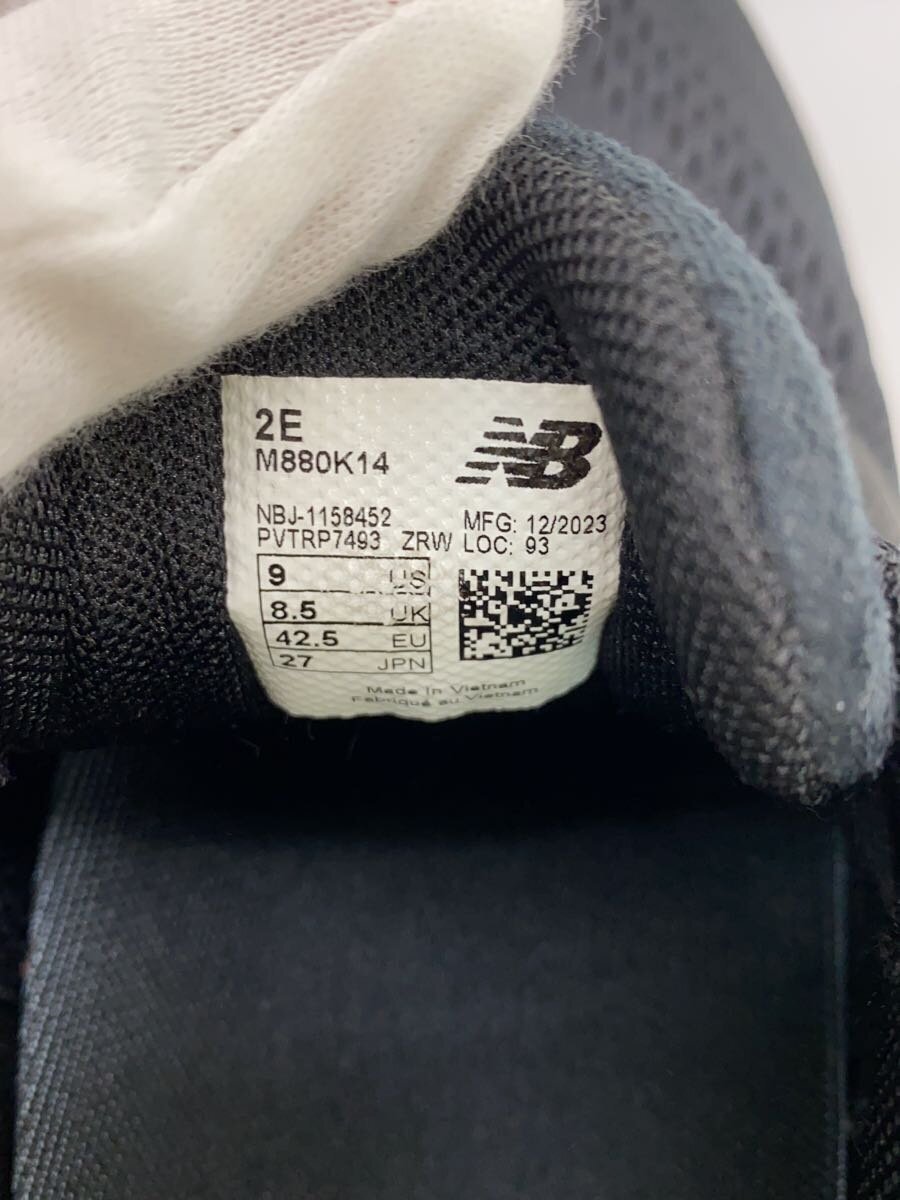 2E
M880K14
NB
NBJ-1158452 MFG: 12/2023
PVTRP7493 ZRW LOC: 93
9 US
8.5 UK
42.5 EU
27 JPN
Made In Vietnam
Fabriqué au Vietnam